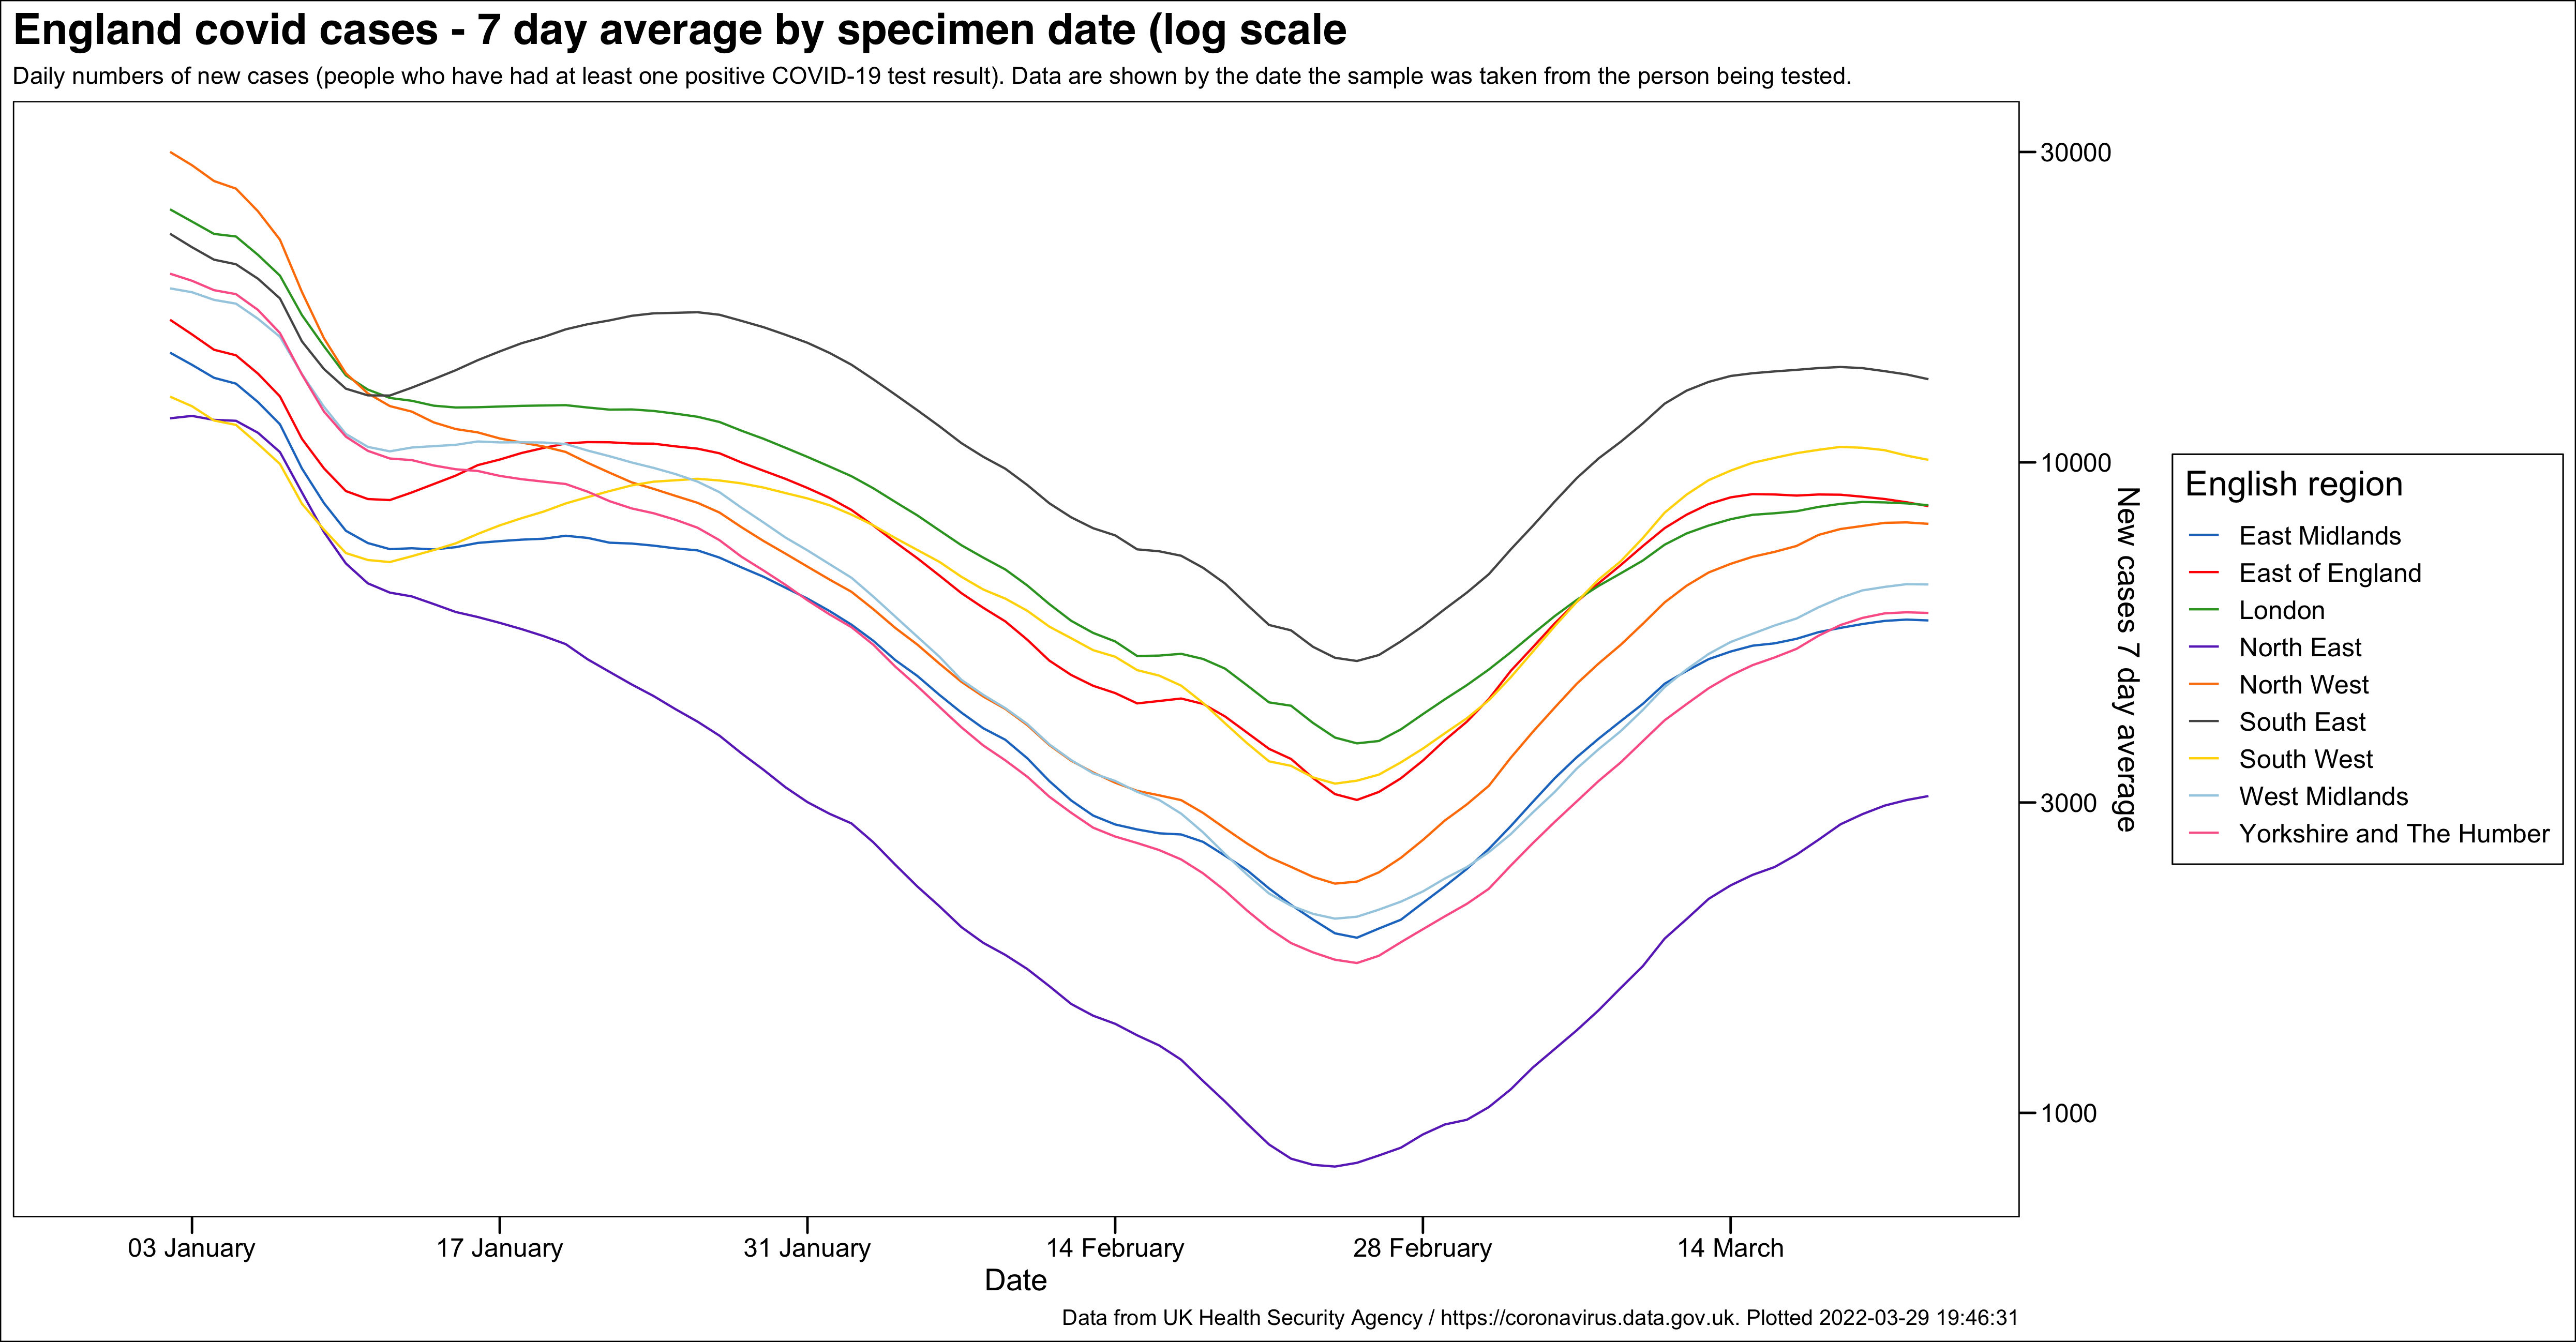 England covid cases - 7 day average by specimen date (log scale
Daily numbers of new cases (people who have had at least one positive COVID-19 test result). Data are shown by the date the sample was taken from the person being tested.
30000
10000
3000
1000
New cases 7 day average
English region
East Midlands
East of England
London
North East
North West
South East
South West
West Midlands
Yorkshire and The Humber
03 January
17 January
31 January
14 February
28 February
14 March
Date
Data from UK Health Security Agency / https://coronavirus.data.gov.uk. Plotted 2022-03-29 19:46:31